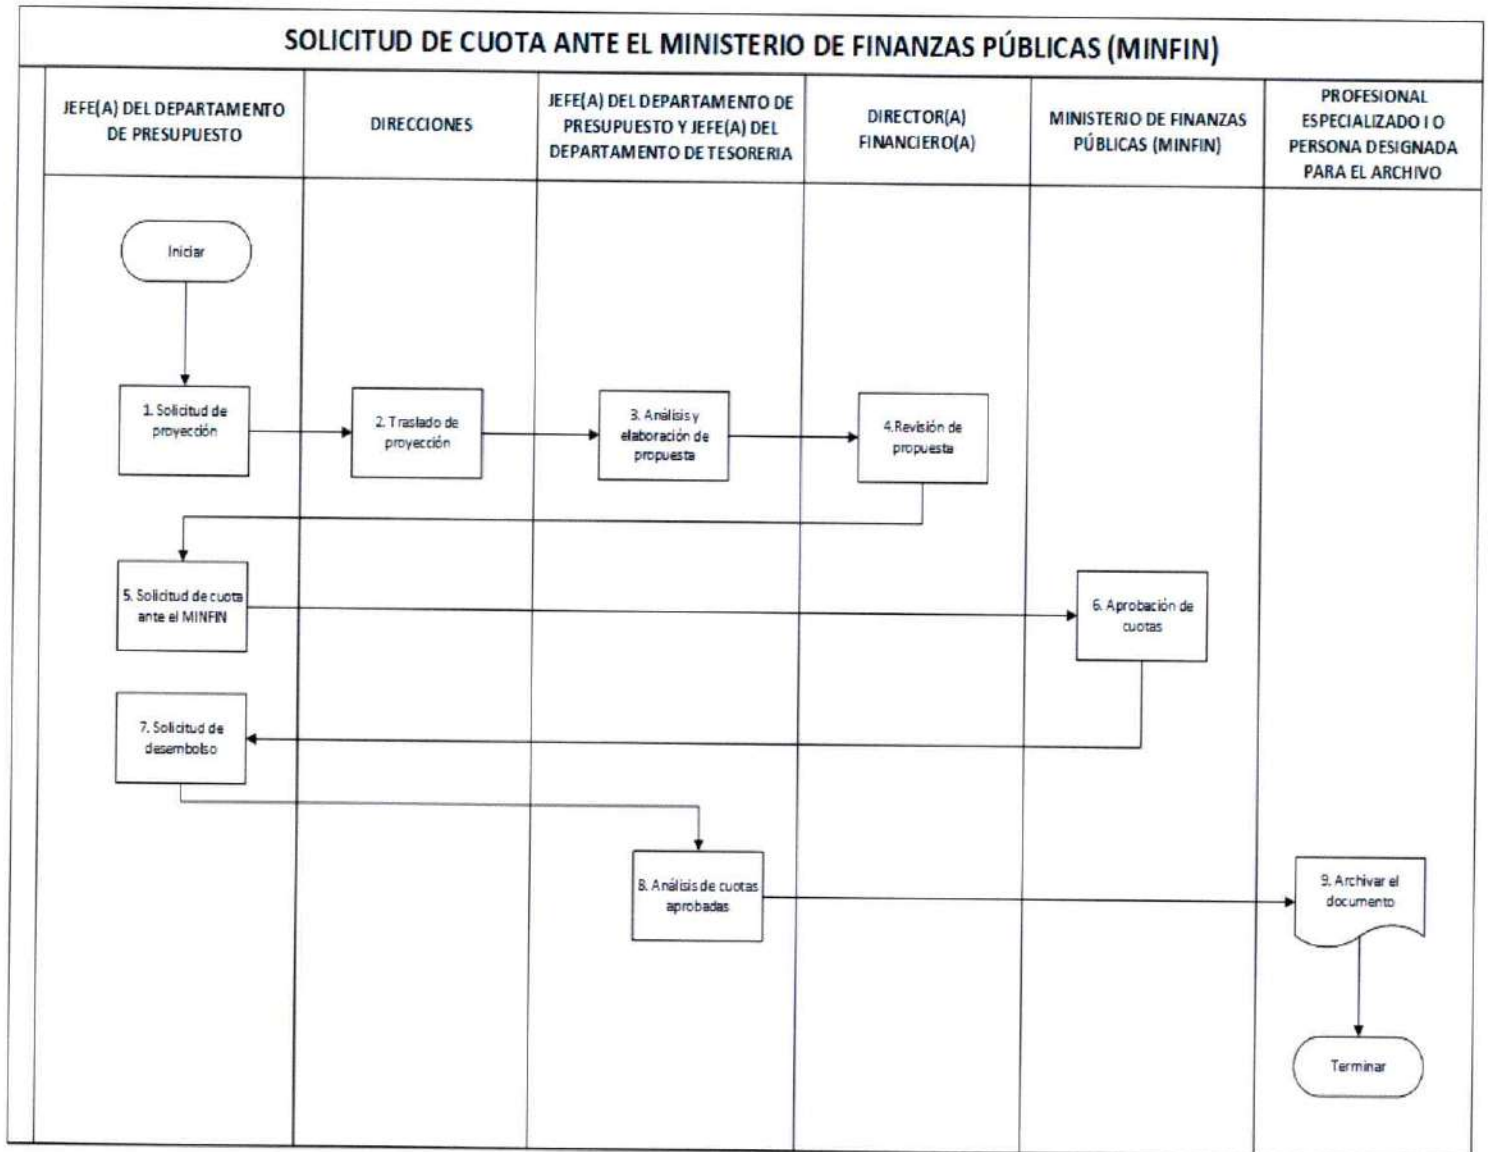 SOLICITUD DE CUOTA ANTE EL MINISTERIO DE FINANZAS PÚBLICAS (MINFIN)
JEFE(A) DEL DEPARTAMENTO
DE PRESUPUESTO
DIRECCIONES
JEFE(A) DEL DEPARTAMENTO DE
PRESUPUESTO Y JEFE(A) DEL
DEPARTAMENTO DE TESORERIA
DIRECTOR(A)
FINANCIERO(A)
MINISTERIO DE FINANZAS
PÚBLICAS (MINFIN)
PROFESIONAL
ESPECIALIZADO I O
PERSONA DESIGNADA
PARA EL ARCHIVO
Iniciar
1. Solicitud de
proyección
2. Traslado de
proyección
3. Análisis y
elaboración de
propuesta
4.Revisión de
propuesta
5. Solicitud de cuota
ante el MINFIN
6. Aprobación de
cuotas
7. Solicitud de
desembolso
8. Análisis de cuotas
aprobadas
9. Archivar el
documento
Terminar